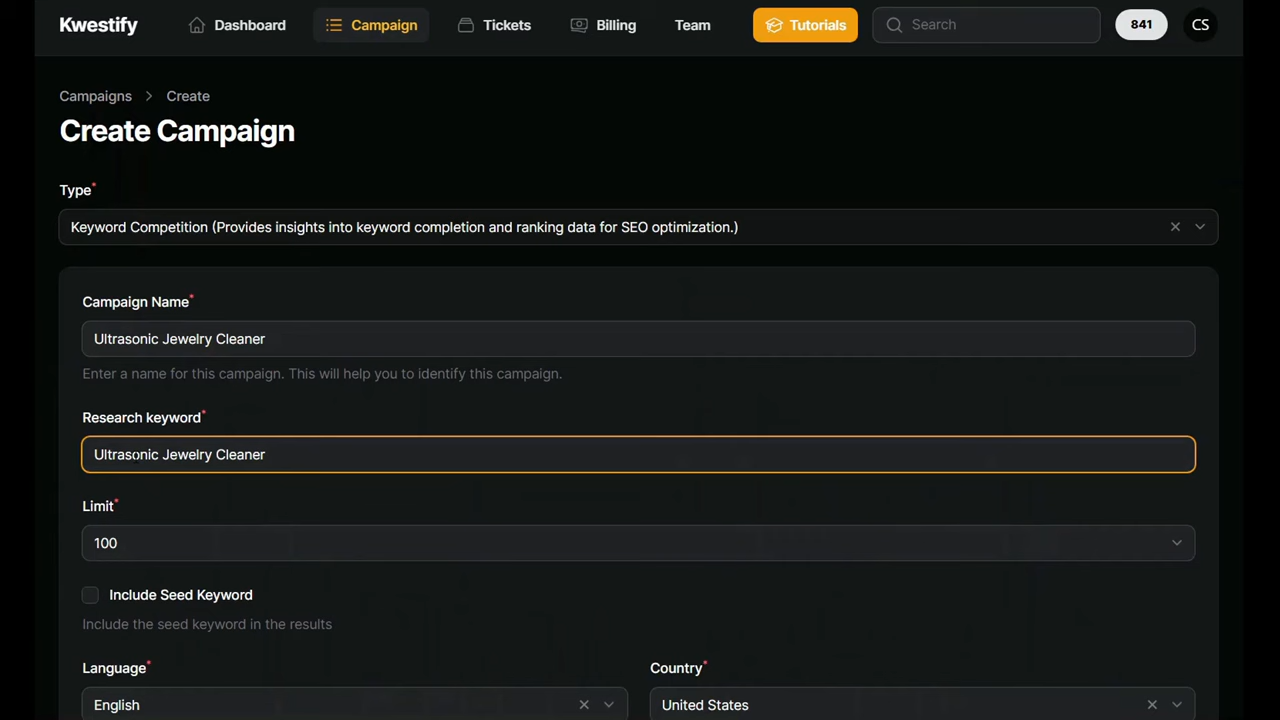 Kwestify Dashboard Campaign Tickets Billing Team Tutorials Search 841 CS
Campaigns > Create
Create Campaign
Type*
Keyword Competition (Provides insights into keyword completion and ranking data for SEO optimization.)
Campaign Name*
Ultrasonic Jewelry Cleaner
Enter a name for this campaign. This will help you to identify this campaign.
Research keyword*
Ultrasonic Jewelry Cleaner
Limit*
100
Include Seed Keyword
Include the seed keyword in the results
Language* Country*
English United States